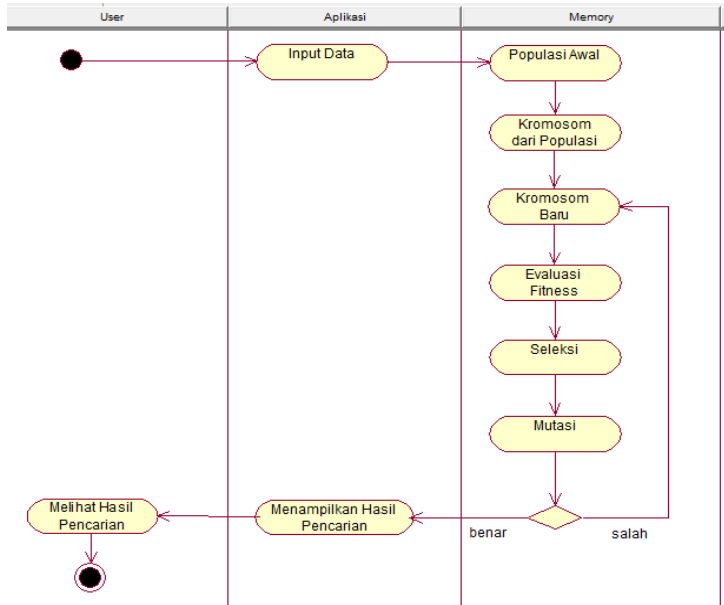 User
Aplikasi
Memory
Input Data
Populasi Awal
Kromosom
dari Populasi
Kromosom
Baru
Evaluasi
Fitness
Seleksi
Mutasi
Melihat Hasil
Pencarian
Menampilkan Hasil
Pencarian
benar
salah